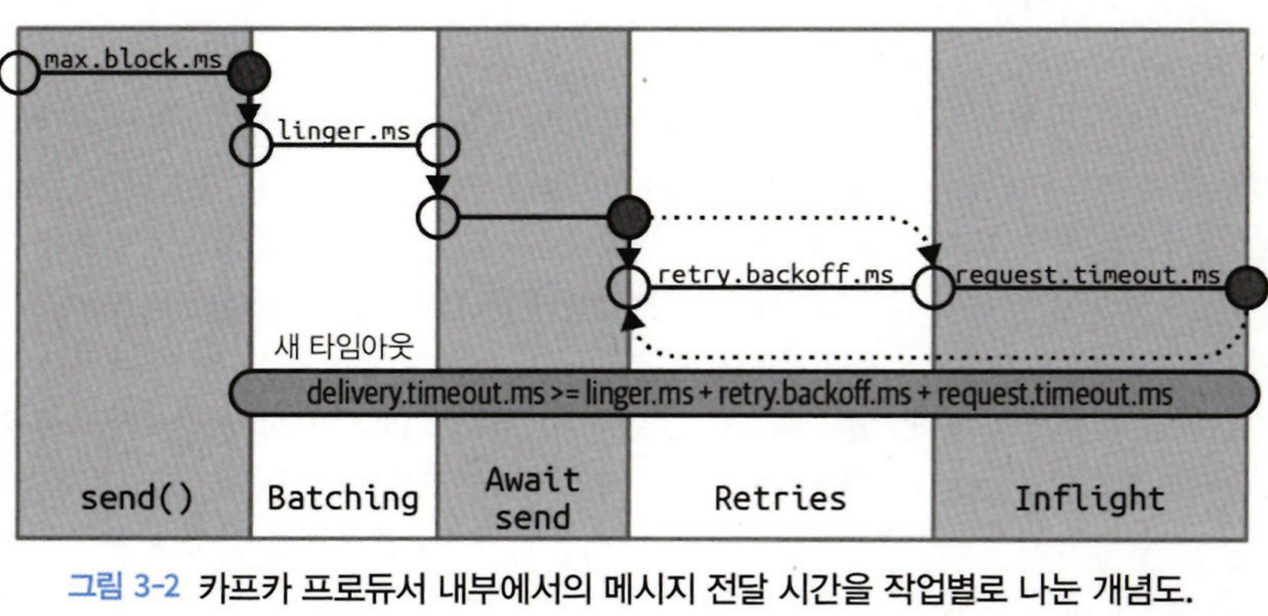 max.block.ms
linger.ms
retry.backoff.ms
request.timeout.ms
새 타임아웃
delivery.timeout.ms >= linger.ms + retry.backoff.ms + request.timeout.ms
send()
Batching
Await
send
Retries
Inflight
그림 3-2 카프카 프로듀서 내부에서의 메시지 전달 시간을 작업별로 나눈 개념도.